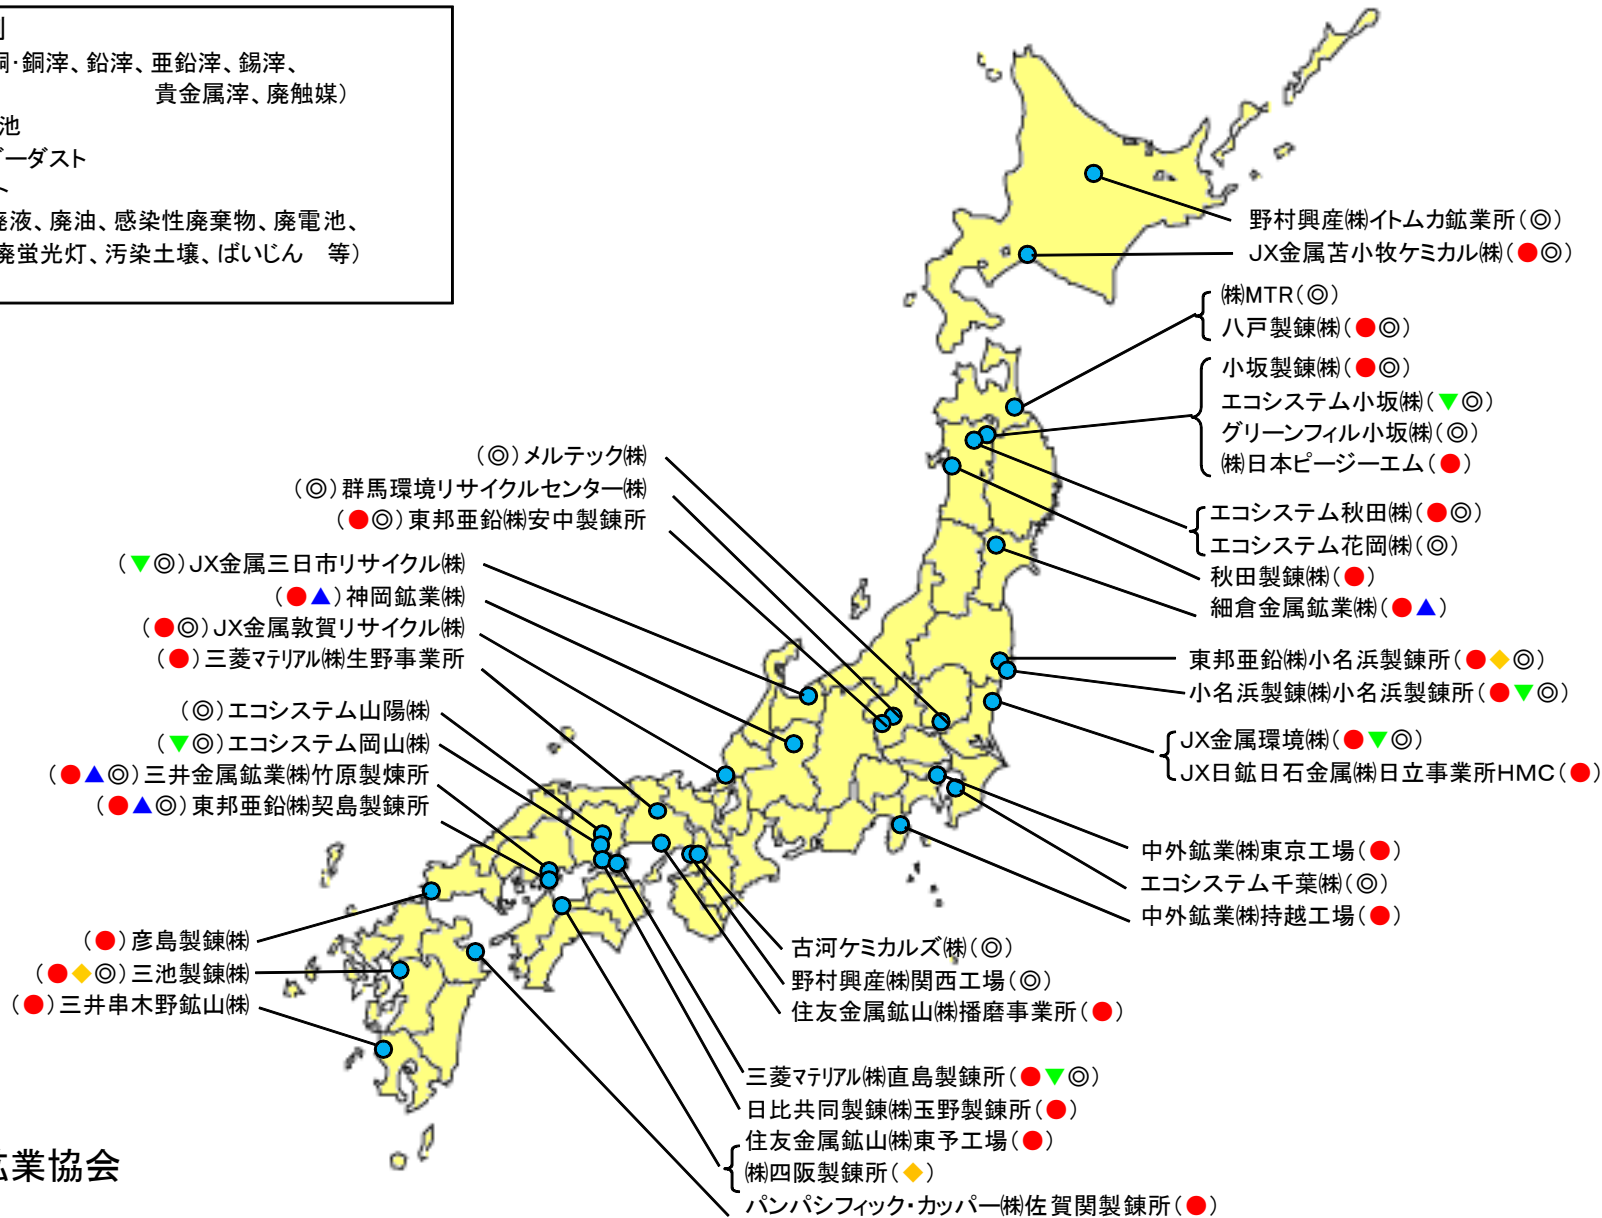 銅・銅滓、鉛滓、亜鉛滓、錫滓、
貴金属滓、廃触媒）
池
ーダスト
ト
廃液、廃油、感染性廃棄物、廃電池、
廃蛍光灯、汚染土壌、ばいじん　等）
野村興産㈱イトムカ鉱業所（◎）
JX金属苫小牧ケミカル㈱（●◎）
㈱MTR（◎）
八戸製錬㈱（●◎）
小坂製錬㈱（●◎）
エコシステム小坂㈱（▼◎）
グリーンフィル小坂㈱（◎）
㈱日本ピージーエム（●）
エコシステム秋田㈱（●◎）
エコシステム花岡㈱（◎）
秋田製錬㈱（●）
細倉金属鉱業㈱（●▲）
東邦亜鉛㈱小名浜製錬所（●◆◎）
小名浜製錬㈱小名浜製錬所（●▼◎）
JX金属環境㈱（●▼◎）
JX日鉱日石金属㈱日立事業所HMC（●）
中外鉱業㈱東京工場（●）
エコシステム千葉㈱（◎）
中外鉱業㈱持越工場（●）
（◎）メルテック㈱
（◎）群馬環境リサイクルセンター㈱
（●◎）東邦亜鉛㈱安中製錬所
（▼◎）JX金属三日市リサイクル㈱
（●▲）神岡鉱業㈱
（●◎）JX金属敦賀リサイクル㈱
（●）三菱マテリアル㈱生野事業所
（◎）エコシステム山陽㈱
（▼◎）エコシステム岡山㈱
（●▲◎）三井金属鉱業㈱竹原製煉所
（●▲◎）東邦亜鉛㈱契島製錬所
（●）彦島製錬㈱
（●◆◎）三池製錬㈱
（●）三井串木野鉱山㈱
古河ケミカルズ㈱（◎）
野村興産㈱関西工場（◎）
住友金属鉱山㈱播磨事業所（●）
三菱マテリアル㈱直島製錬所（●▼◎）
日比共同製錬㈱玉野製錬所（●）
住友金属鉱山㈱東予工場（●）
㈱四阪製錬所（◆）
パンパシフィック・カッパー㈱佐賀関製錬所（●）
鉱業協会